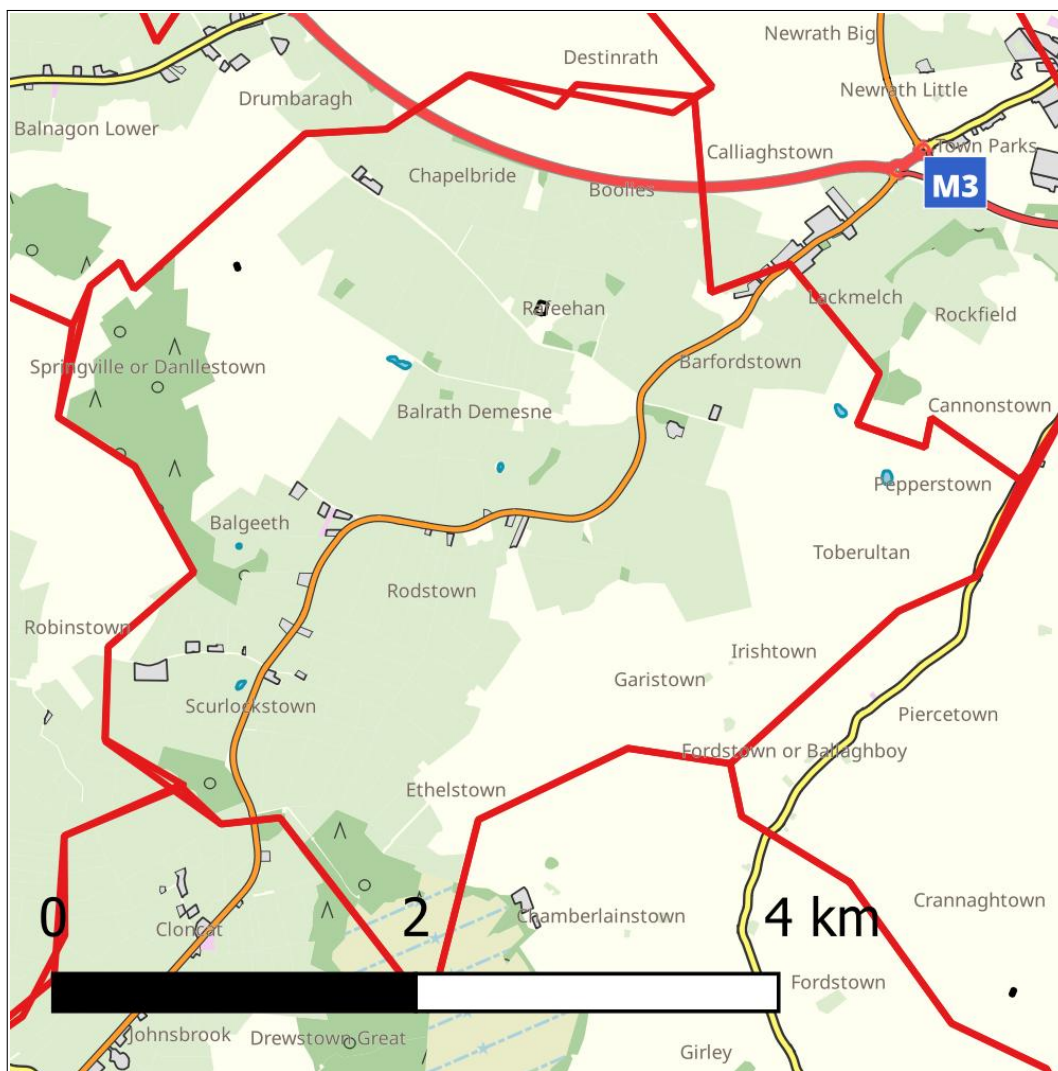 Newrath Big
Destinrath
Newrath Little
Drumbaragh
Balnagon Lower
Town Parks
Calliaghstown
Chapelbride
M3
Boolies
Lackmelch
Rafeehan
Rockfield
Barfordstown
Springville or Danllestown
Cannonstown
Balrath Demesne
Pepperstown
Balgeeth
Toberultan
Rodstown
Robinstown
Irishtown
Garistown
Scurlockstown
Piercetown
Fordstown or Ballaghboy
Ethelstown
Crannaghtown
0 2 4 km
Chamberlainstown
Cloncat
Fordstown
Johnsbrook
Drewstown Great
Girley